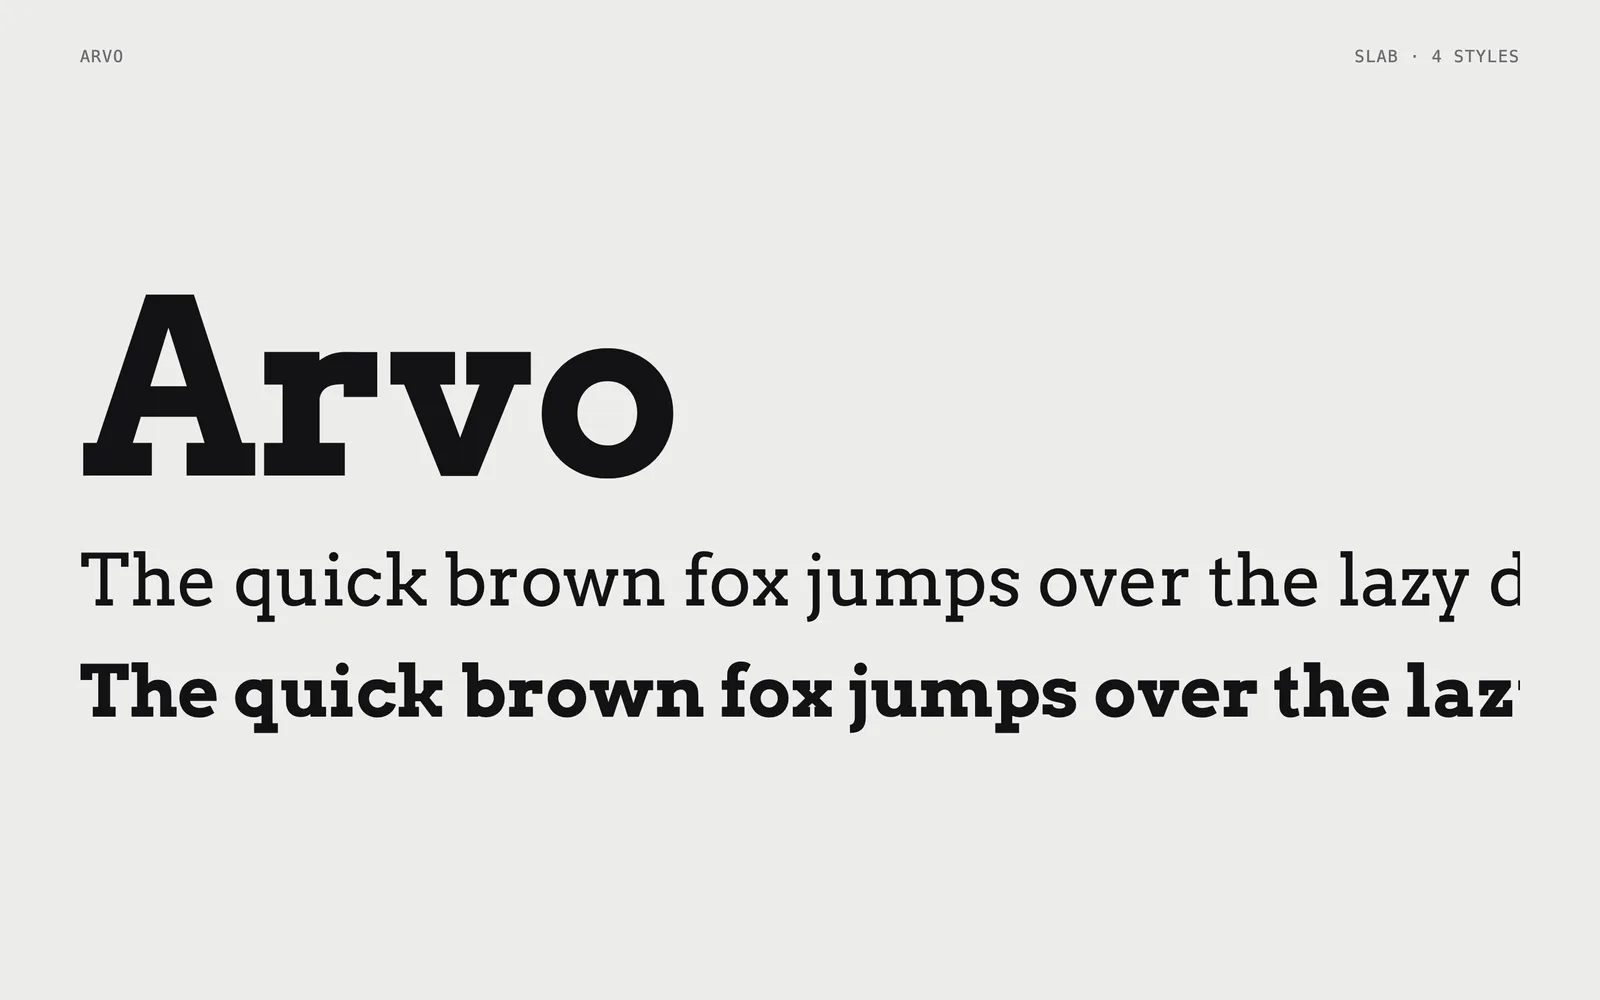 ARVO
SLAB · 4 STYLES
Arvo
The quick brown fox jumps over the lazy d
The quick brown fox jumps over the laz